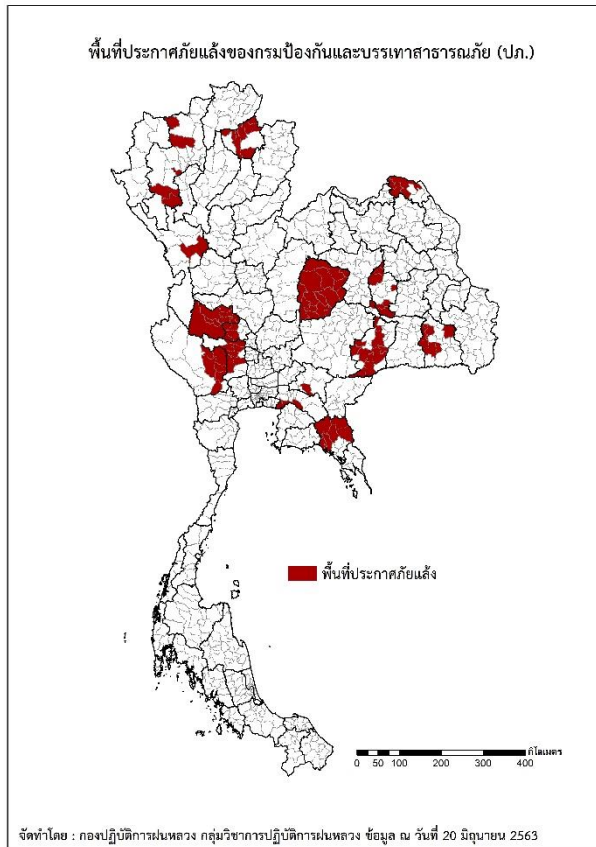 พื้นที่ประกาศภัยแล้งของกรมป้องกันและบรรเทาสาธารณภัย (ปภ.)
พื้นที่ประกาศภัยแล้ง
กิโลเมตร
0 50 100 200 300 400
จัดทำโดย : กองปฏิบัติการฝนหลวง กลุ่มวิชาการปฏิบัติการฝนหลวง ข้อมูล ณ วันที่ 20 มิถุนายน 2563